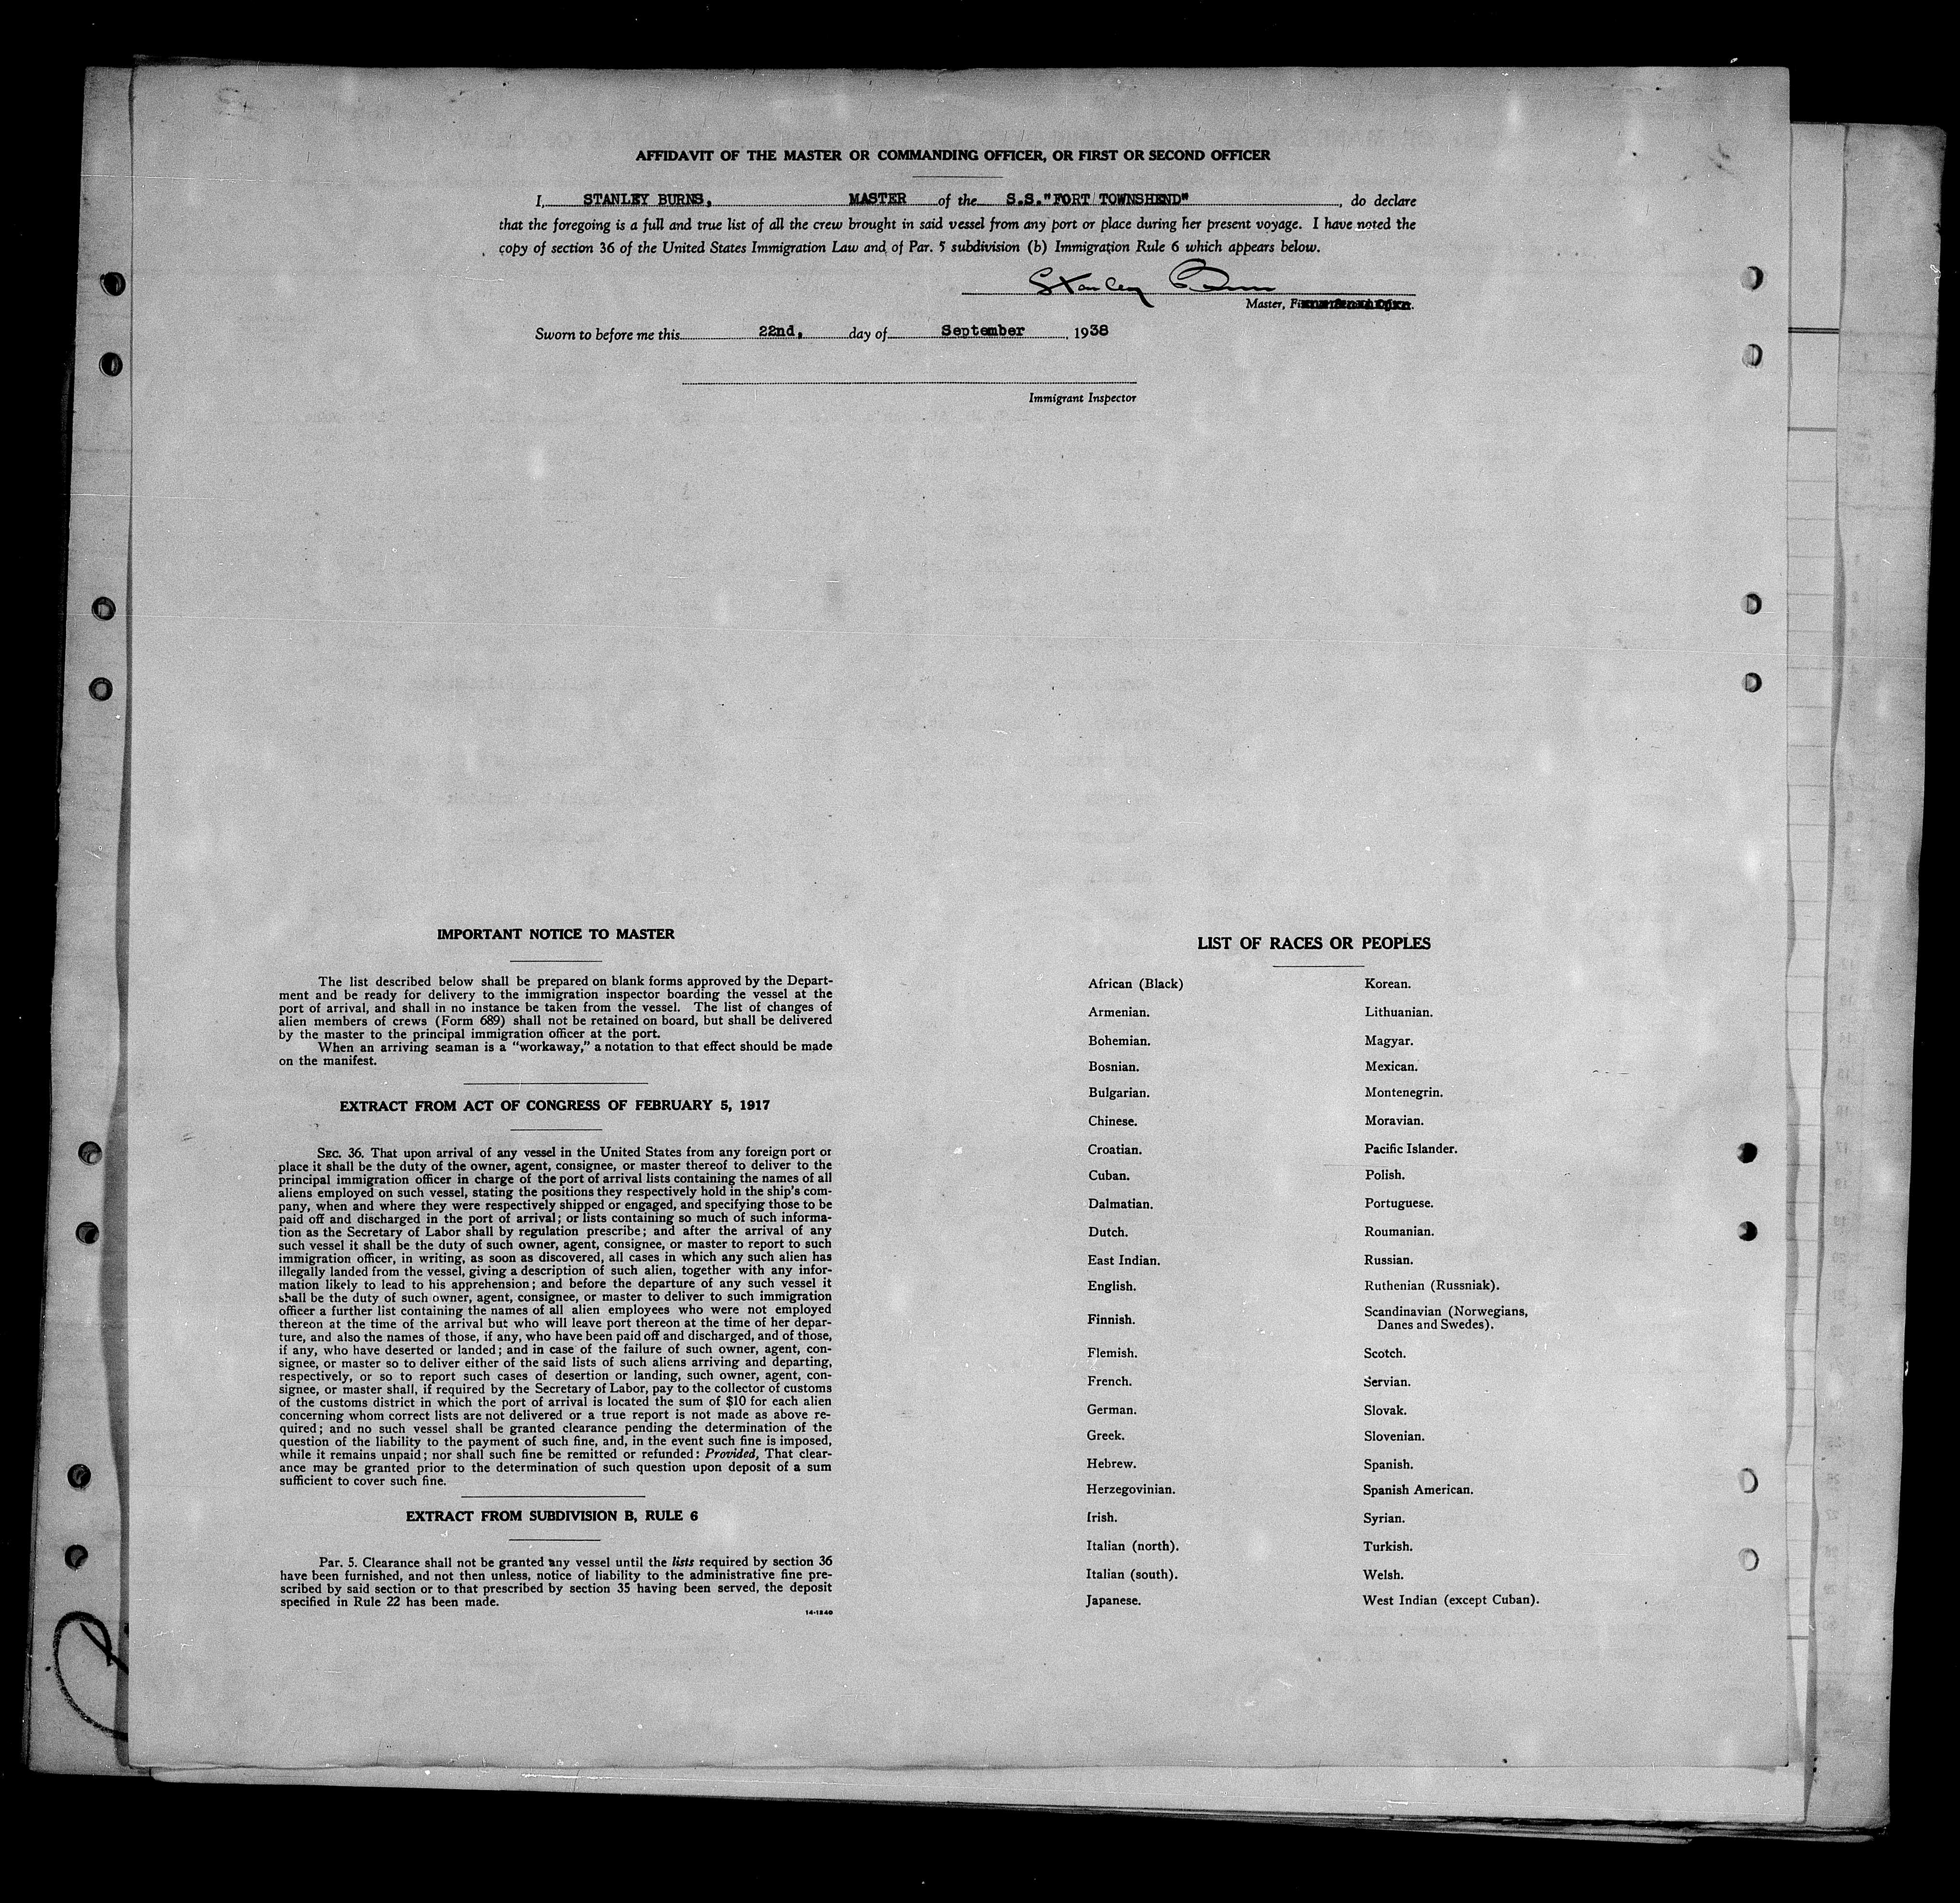 AFFIDAVIT OF THE MASTER OR COMMANDING OFFICER, OR FIRST OR SECOND OFFICER
I, STANLEY BURNS, MASTER of the S.S."FORT TOWNSHEND", do declare
that the foregoing is a full and true list of all the crew brought in said vessel from any port or place during her present voyage. I have noted the
copy of section 36 of the United States Immigration Law and of Par. 5 subdivision (b) Immigration Rule 6 which appears below.
Stanley Burns
Master,
Sworn to before me this 22nd, day of September, 1938
Immigrant Inspector
IMPORTANT NOTICE TO MASTER
The list described below shall be prepared on blank forms approved by the Depart-
ment and be ready for delivery to the immigration inspector boarding the vessel at the
port of arrival, and shall in no instance be taken from the vessel. The list of changes of
alien members of crews (Form 689) shall not be retained on board, but shall be delivered
by the master to the principal immigration officer at the port.
When an arriving seaman is a "workaway," a notation to that effect should be made
on the manifest.
EXTRACT FROM ACT OF CONGRESS OF FEBRUARY 5, 1917
SEC. 36. That upon arrival of any vessel in the United States from any foreign port or
place it shall be the duty of the owner, agent, consignee, or master thereof to deliver to the
principal immigration officer in charge of the port of arrival lists containing the names of all
aliens employed on such vessel, stating the positions they respectively hold in the ship's com-
pany, when and where they were respectively shipped or engaged, and specifying those to be
paid off and discharged in the port of arrival; or lists containing so much of such informa-
tion as the Secretary of Labor shall by regulation prescribe; and after the arrival of any
such vessel it shall be the duty of such owner, agent, consignee, or master to report to such
immigration officer, in writing, as soon as discovered, all cases in which any such alien has
illegally landed from the vessel, giving a description of such alien, together with any infor-
mation likely to lead to his apprehension; and before the departure of any such vessel it
shall be the duty of such owner, agent, consignee, or master to deliver to such immigration
officer a further list containing the names of all alien employees who were not employed
thereon at the time of the arrival but who will leave port thereon at the time of her depar-
ture, and also the names of those, if any, who have been paid off and discharged, and of those,
if any, who have deserted or landed; and in case of the failure of such owner, agent, con-
signee, or master so to deliver either of the said lists of such aliens arriving and departing,
respectively, or so to report such cases of desertion or landing, such owner, agent, con-
signee, or master shall, if required by the Secretary of Labor, pay to the collector of customs
of the customs district in which the port of arrival is located the sum of $10 for each alien
concerning whom correct lists are not delivered or a true report is not made as above re-
quired; and no such vessel shall be granted clearance pending the determination of the
question of the liability to the payment of such fine, and, in the event such fine is imposed,
while it remains unpaid; nor shall such fine be remitted or refunded: Provided, That clear-
ance may be granted prior to the determination of such question upon deposit of a sum
sufficient to cover such fine.
EXTRACT FROM SUBDIVISION B, RULE 6
Par. 5. Clearance shall not be granted any vessel until the lists required by section 36
have been furnished, and not then unless, notice of liability to the administrative fine pre-
scribed by said section or to that prescribed by section 35 having been served, the deposit
specified in Rule 22 has been made.
14-1240
LIST OF RACES OR PEOPLES
African (Black)
Armenian.
Bohemian.
Bosnian.
Bulgarian.
Chinese.
Croatian.
Cuban.
Dalmatian.
Dutch.
East Indian.
English.
Finnish.
Flemish.
French.
German.
Greek.
Hebrew.
Herzegovinian.
Irish.
Italian (north).
Italian (south).
Japanese.
Korean.
Lithuanian.
Magyar.
Mexican.
Montenegrin.
Moravian.
Pacific Islander.
Polish.
Portuguese.
Roumanian.
Russian.
Ruthenian (Russniak).
Scandinavian (Norwegians,
Danes and Swedes).
Scotch.
Servian.
Slovak.
Slovenian.
Spanish.
Spanish American.
Syrian.
Turkish.
Welsh.
West Indian (except Cuban).